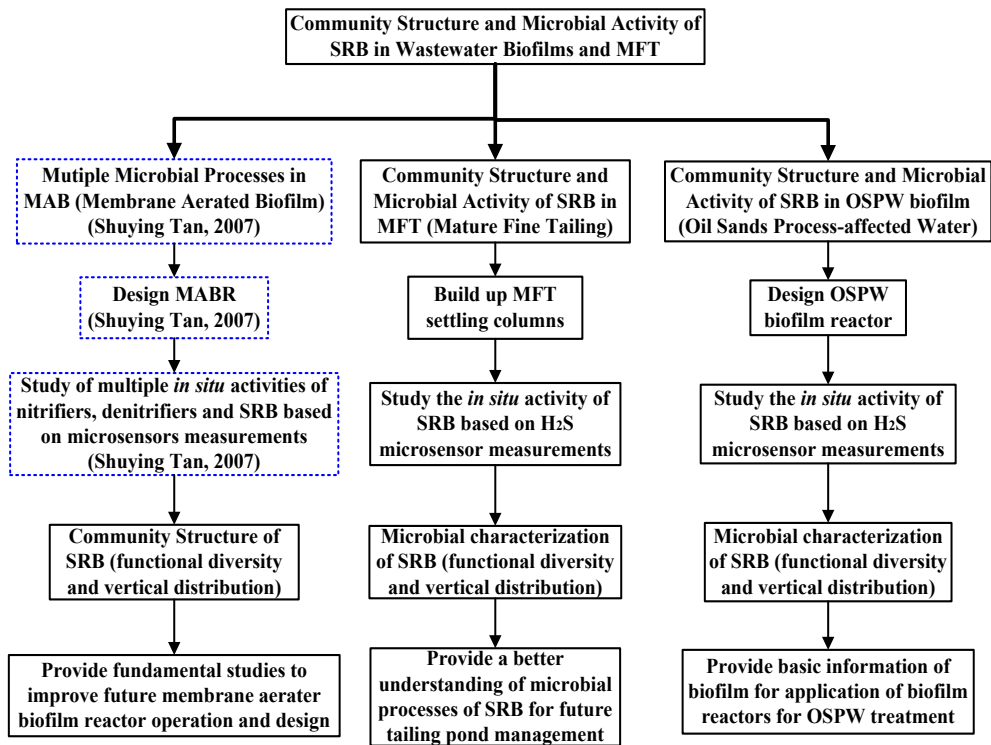 Community Structure and Microbial Activity of
SRB in Wastewater Biofilms and MFT
Mutiple Microbial Processes in
MAB (Membrane Aerated Biofilm)
(Shuying Tan, 2007)
Design MABR
(Shuying Tan, 2007)
Study of multiple in situ activities of
nitrifiers, denitrifiers and SRB based
on microsensors measurements
(Shuying Tan, 2007)
Community Structure of
SRB (functional diversity
and vertical distribution)
Provide fundamental studies to
improve future membrane aerater
biofilm reactor operation and design
Community Structure and
Microbial Activity of SRB in
MFT (Mature Fine Tailing)
Build up MFT
settling columns
Study the in situ activity of
SRB based on H2S
microsensor measurements
Microbial characterization
of SRB (functional diversity
and vertical distribution)
Provide a better
understanding of microbial
processes of SRB for future
tailing pond management
Community Structure and Microbial
Activity of SRB in OSPW biofilm
(Oil Sands Process-affected Water)
Design OSPW
biofilm reactor
Study the in situ activity of
SRB based on H2S
microsensor measurements
Microbial characterization
of SRB (functional diversity
and vertical distribution)
Provide basic information of
biofilm for application of biofilm
reactors for OSPW treatment